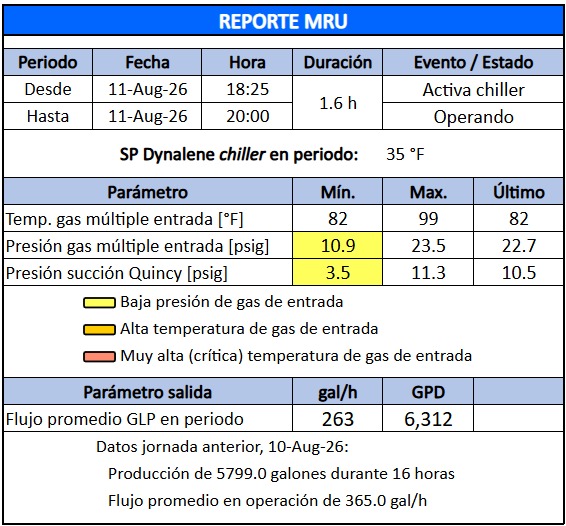 REPORTE MRU
Periodo Fecha Hora Duración Evento / Estado
Desde 11-Aug-26 18:25 1.6 h Activa chiller
Hasta 11-Aug-26 20:00 Operando
SP Dynalene chiller en periodo: 35 °F
Parámetro Mín. Max. Último
Temp. gas múltiple entrada [°F] 82 99 82
Presión gas múltiple entrada [psig] 10.9 23.5 22.7
Presión succión Quincy [psig] 3.5 11.3 10.5
Baja presión de gas de entrada
Alta temperatura de gas de entrada
Muy alta (crítica) temperatura de gas de entrada
Parámetro salida gal/h GPD
Flujo promedio GLP en periodo 263 6,312
Datos jornada anterior, 10-Aug-26:
Producción de 5799.0 galones durante 16 horas
Flujo promedio en operación de 365.0 gal/h